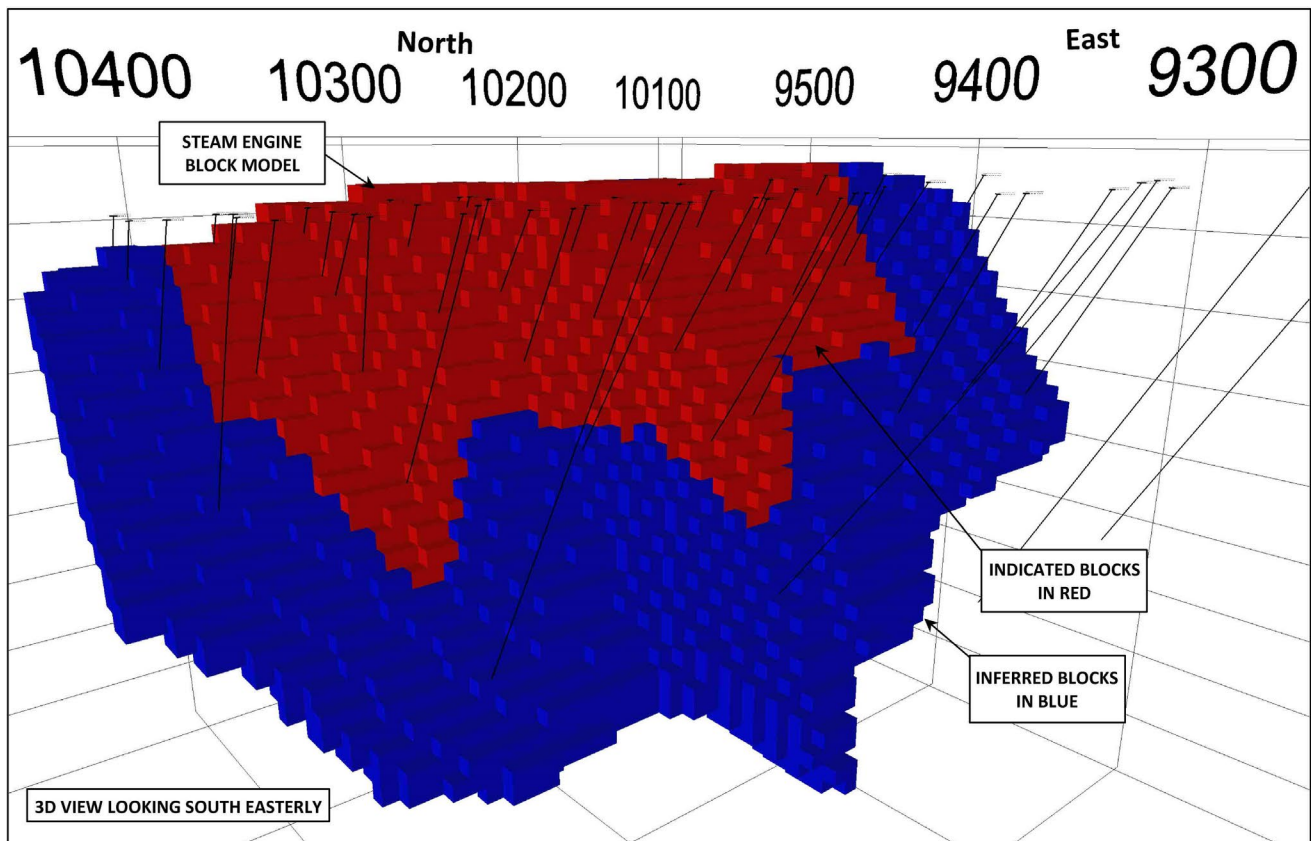 North
East
10400
10300
10200
10100
9500
9400
9300
STEAM ENGINE
BLOCK MODEL
INDICATED BLOCKS
IN RED
INFERRED BLOCKS
IN BLUE
3D VIEW LOOKING SOUTH EASTERLY